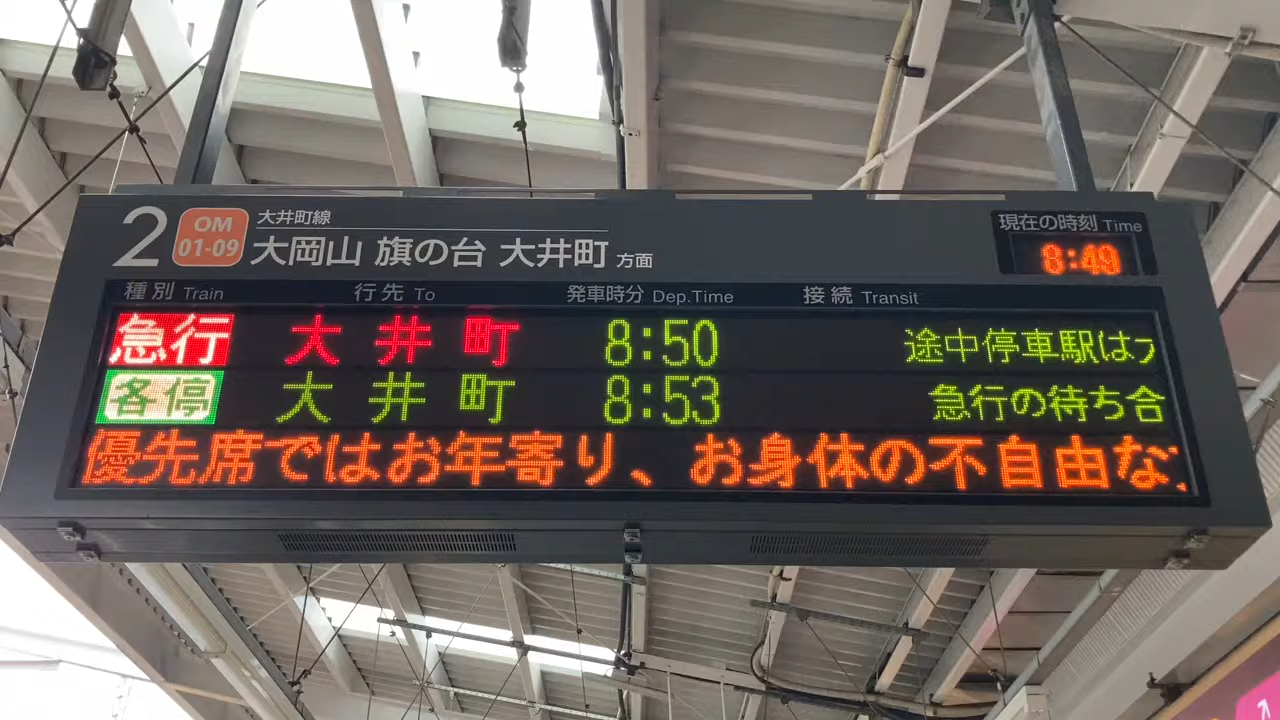 2 OM 01-09 大井町線
大岡山 旗の台 大井町 方面
現在の時刻 Time
8:49
種別 Train 行先 To 発車時分 Dep.Time 接続 Transit
急行 大井町 8:50 途中停車駅は
各停 大井町 8:53 急行の待ち合
優先席ではお年寄り、お身体の不自由な